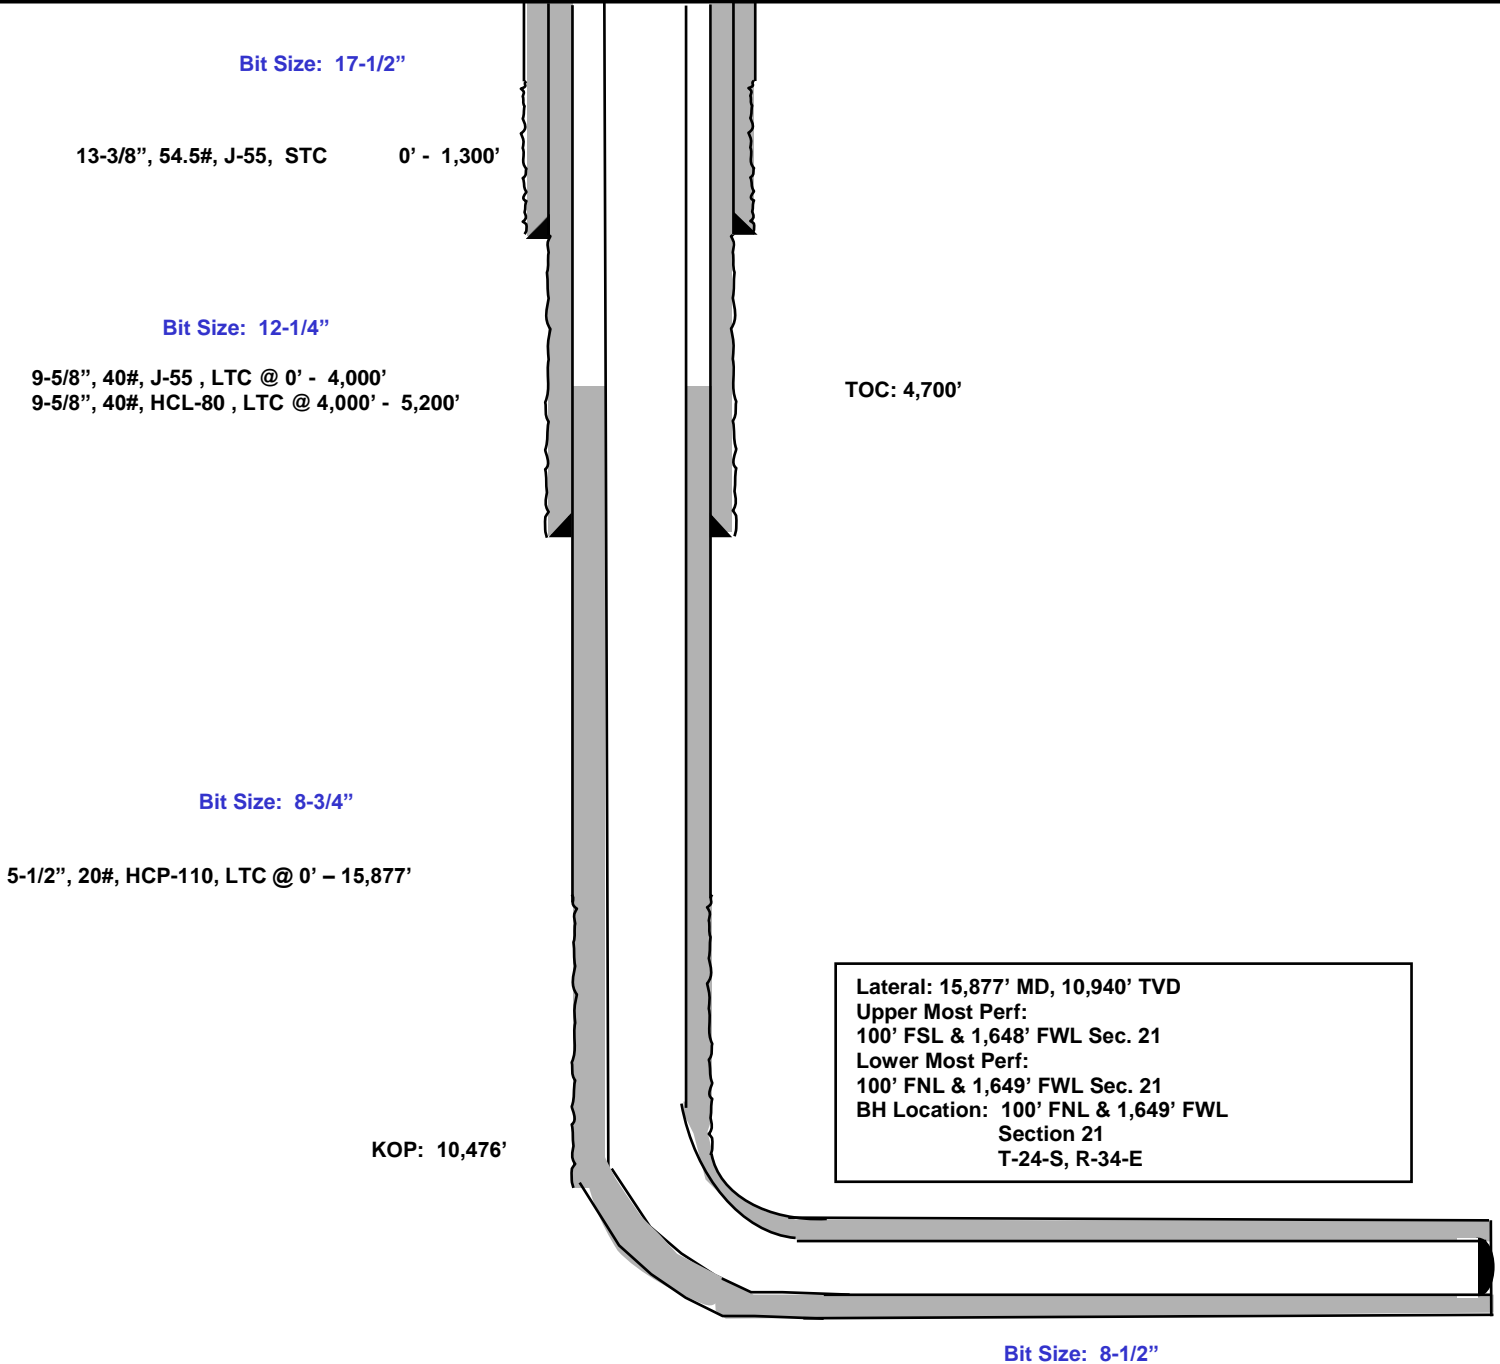 Bit Size: 17-1/2”
13-3/8”, 54.5#, J-55, STC 0’ - 1,300’
Bit Size: 12-1/4”
9-5/8”, 40#, J-55 , LTC @ 0’ - 4,000’
9-5/8”, 40#, HCL-80 , LTC @ 4,000’ - 5,200’
TOC: 4,700’
Bit Size: 8-3/4”
5-1/2”, 20#, HCP-110, LTC @ 0’ – 15,877’
KOP: 10,476’
Lateral: 15,877’ MD, 10,940’ TVD
Upper Most Perf:
100’ FSL & 1,648’ FWL Sec. 21
Lower Most Perf:
100’ FNL & 1,649’ FWL Sec. 21
BH Location: 100’ FNL & 1,649’ FWL
Section 21
T-24-S, R-34-E
Bit Size: 8-1/2”